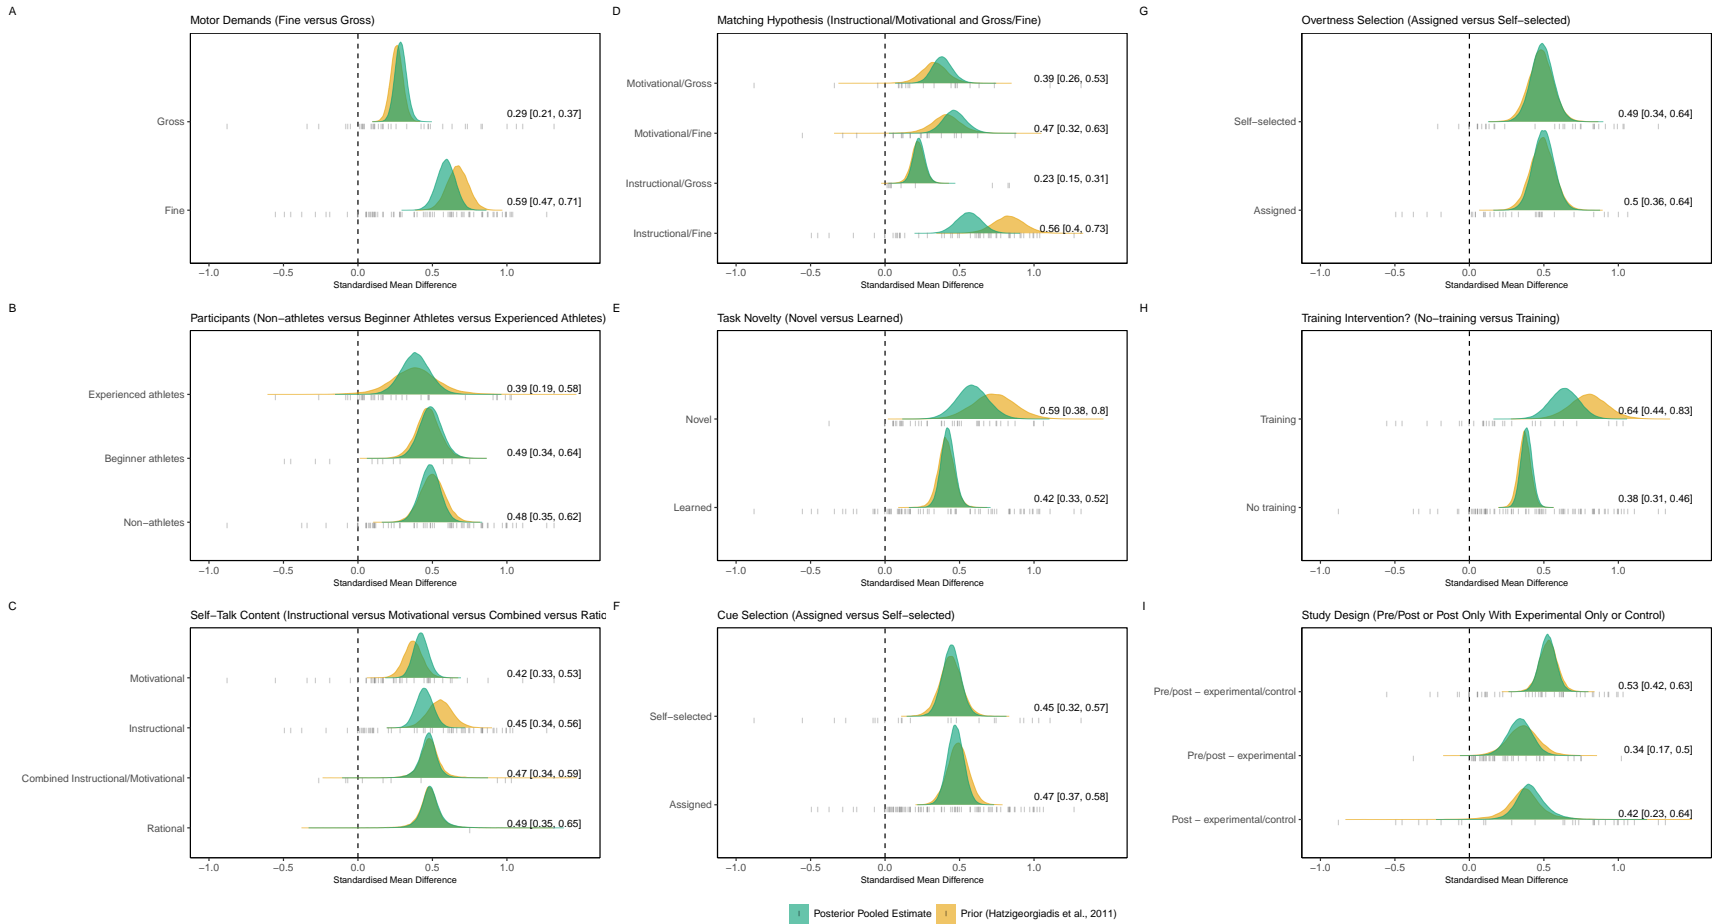 A
Motor Demands (Fine versus Gross)
Gross
0.29 [0.21, 0.37]
Fine
0.59 [0.47, 0.71]
−1.0 −0.5 0.0 0.5 1.0
Standardised Mean Difference
B
Participants (Non−athletes versus Beginner Athletes versus Experienced Athletes)
Experienced athletes
0.39 [0.19, 0.58]
Beginner athletes
0.49 [0.34, 0.64]
Non−athletes
0.48 [0.35, 0.62]
−1.0 −0.5 0.0 0.5 1.0
Standardised Mean Difference
C
Self−Talk Content (Instructional versus Motivational versus Combined versus Ratio
Motivational
0.42 [0.33, 0.53]
Instructional
0.45 [0.34, 0.56]
Combined Instructional/Motivational
0.47 [0.34, 0.59]
Rational
0.49 [0.35, 0.65]
−1.0 −0.5 0.0 0.5 1.0
Standardised Mean Difference
D
Matching Hypothesis (Instructional/Motivational and Gross/Fine)
Motivational/Gross
0.39 [0.26, 0.53]
Motivational/Fine
0.47 [0.32, 0.63]
Instructional/Gross
0.23 [0.15, 0.31]
Instructional/Fine
0.56 [0.4, 0.73]
−1.0 −0.5 0.0 0.5 1.0
Standardised Mean Difference
E
Task Novelty (Novel versus Learned)
Novel
0.59 [0.38, 0.8]
Learned
0.42 [0.33, 0.52]
−1.0 −0.5 0.0 0.5 1.0
Standardised Mean Difference
F
Cue Selection (Assigned versus Self−selected)
Self−selected
0.45 [0.32, 0.57]
Assigned
0.47 [0.37, 0.58]
−1.0 −0.5 0.0 0.5 1.0
Standardised Mean Difference
G
Overtness Selection (Assigned versus Self−selected)
Self−selected
0.49 [0.34, 0.64]
Assigned
0.5 [0.36, 0.64]
−1.0 −0.5 0.0 0.5 1.0
Standardised Mean Difference
H
Training Intervention? (No−training versus Training)
Training
0.64 [0.44, 0.83]
No training
0.38 [0.31, 0.46]
−1.0 −0.5 0.0 0.5 1.0
Standardised Mean Difference
I
Study Design (Pre/Post or Post Only With Experimental Only or Control)
Pre/post − experimental/control
0.53 [0.42, 0.63]
Pre/post − experimental
0.34 [0.17, 0.5]
Post − experimental/control
0.42 [0.23, 0.64]
−1.0 −0.5 0.0 0.5 1.0
Standardised Mean Difference
Posterior Pooled Estimate Prior (Hatzigeorgiadis et al., 2011)